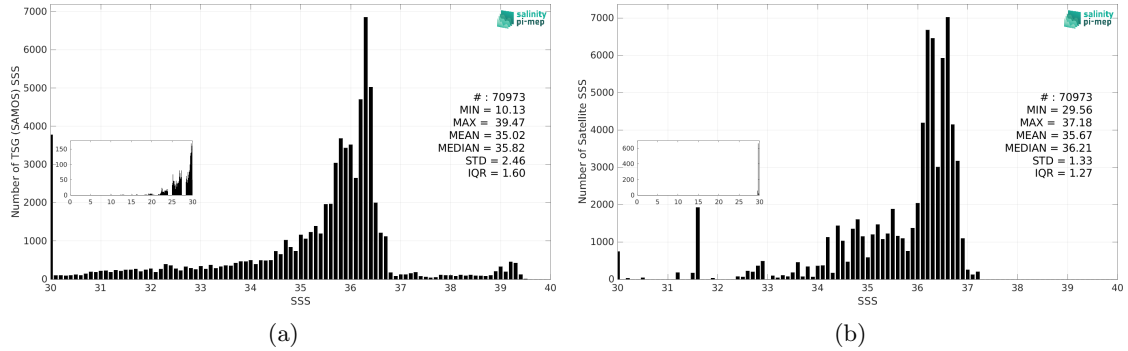 7000
6000
5000
4000
3000
2000
1000
0
Number of TSG (SAMOS) SSS
150
100
50
0
0 5 10 15 20 25 30
salinity
pi-mep
# : 70973
MIN = 10.13
MAX = 39.47
MEAN = 35.02
MEDIAN = 35.82
STD = 2.46
IQR = 1.60
30 31 32 33 34 35 36 37 38 39 40
SSS
(a)
7000
6000
5000
4000
3000
2000
1000
0
Number of Satellite SSS
600
400
200
0
0 5 10 15 20 25 30
salinity
pi-mep
# : 70973
MIN = 29.56
MAX = 37.18
MEAN = 35.67
MEDIAN = 36.21
STD = 1.33
IQR = 1.27
30 31 32 33 34 35 36 37 38 39 40
SSS
(b)